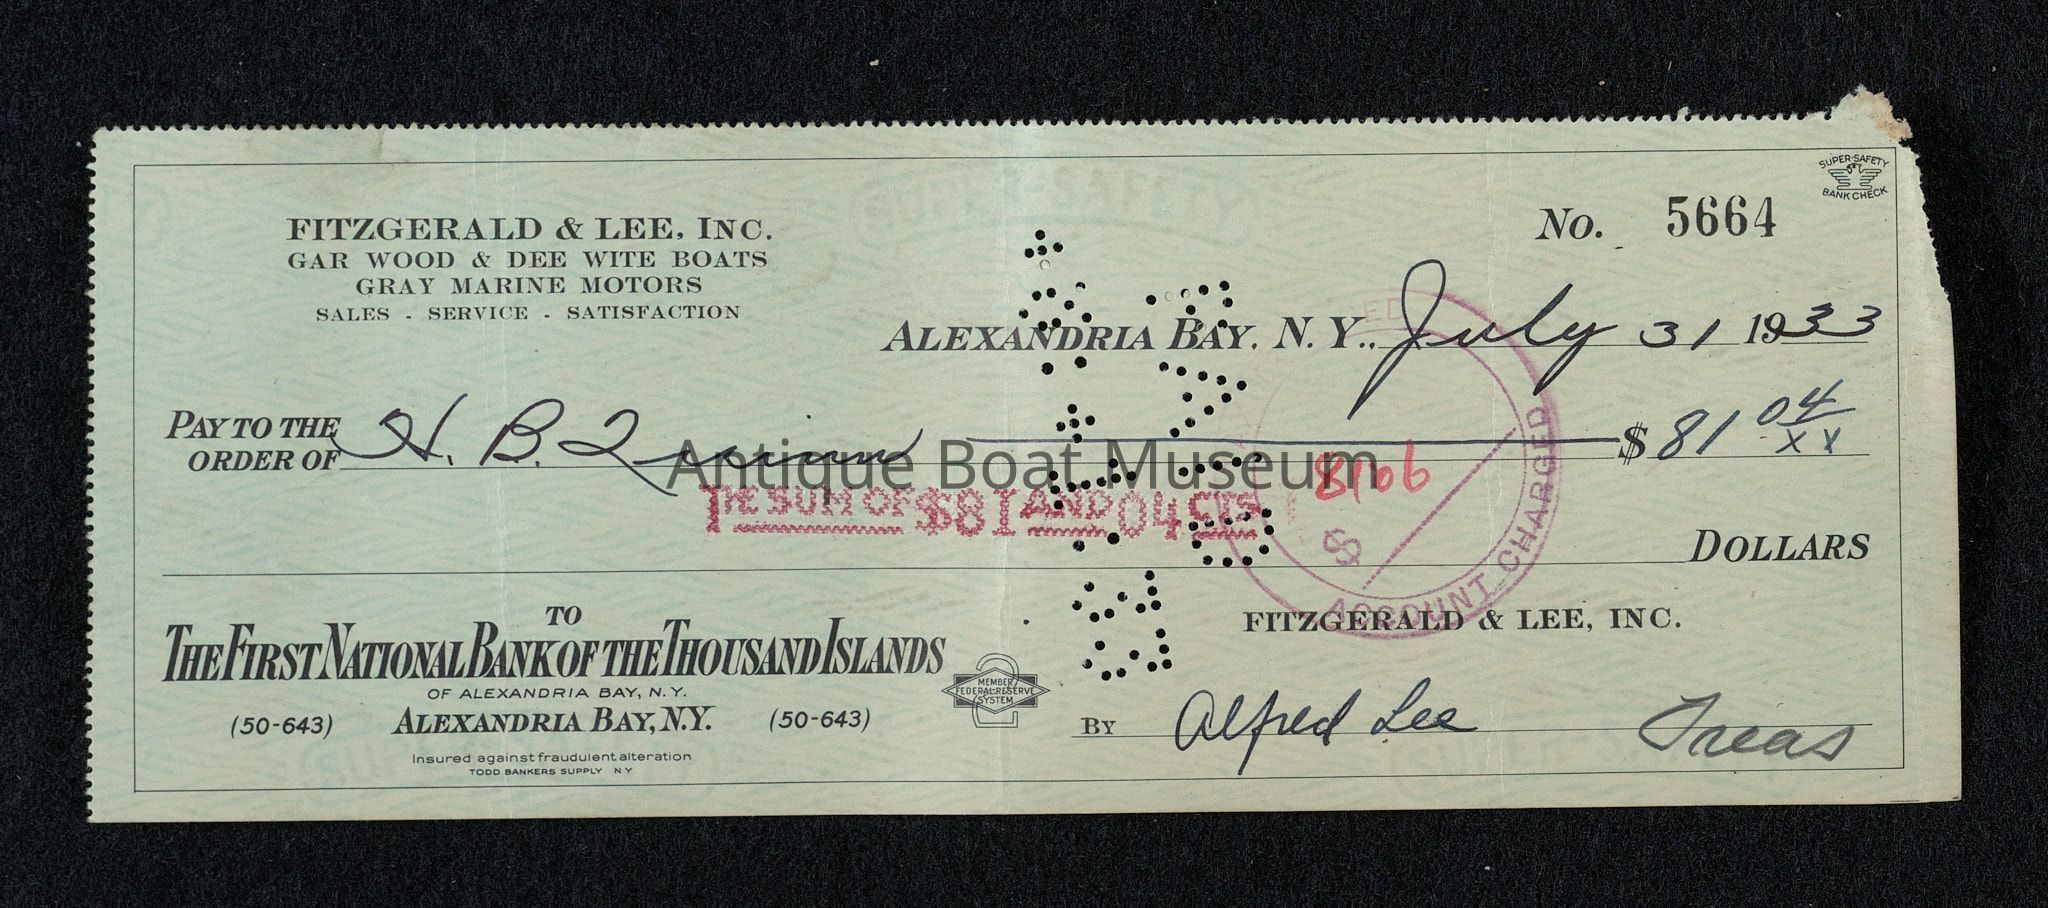 SUPER-SAFETY
BANK CHECK
FITZGERALD & LEE, INC.
GAR WOOD & DEE WITE BOATS
GRAY MARINE MOTORS
SALES - SERVICE - SATISFACTION
No. 5664
ALEXANDRIA BAY, N. Y., July 31 1933
PAY TO THE
ORDER OF H. B. Quinn $ 81 04/XX
Antique Boat Museum
8106
THE SUM OF $81 AND 04 CTS
$
DOLLARS
ACCOUNT CHARGED
TO
THE FIRST NATIONAL BANK OF THE THOUSAND ISLANDS
OF ALEXANDRIA BAY, N.Y.
(50-643) ALEXANDRIA BAY, N.Y. (50-643)
Insured against fraudulent alteration
TODD BANKERS SUPPLY NY
2
MEMBER
FEDERAL RESERVE
SYSTEM
FITZGERALD & LEE, INC.
BY Alfred Lee Treas